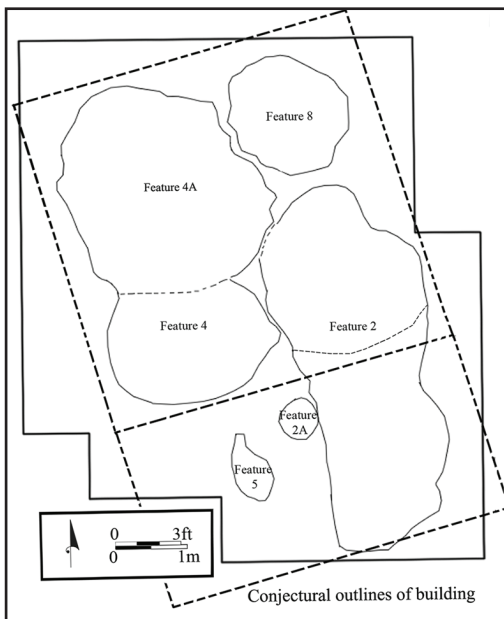 Feature 8
Feature 4A
Feature 4
Feature 2
Feature
2A
Feature
5
0 3ft
0 1m
Conjectural outlines of building